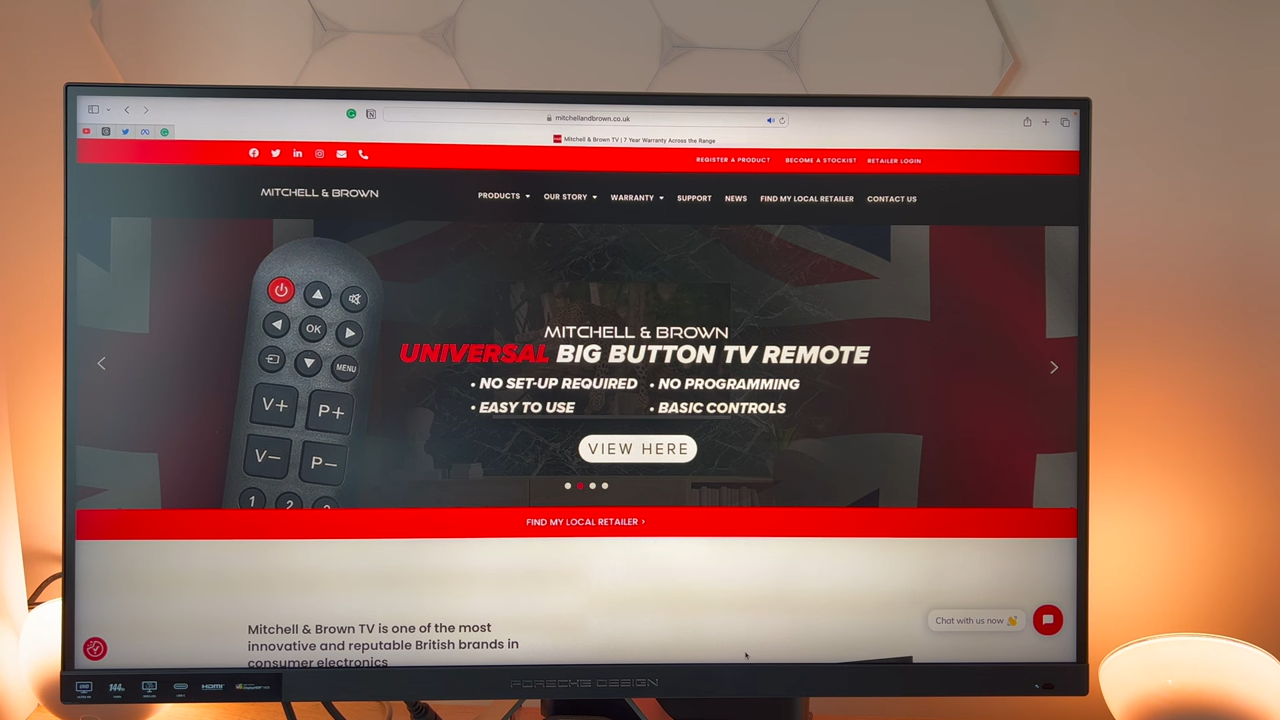 mitchellandbrown.co.uk
Mitchell & Brown TV | 7 Year Warranty Across the Range
REGISTER A PRODUCT BECOME A STOCKIST RETAILER LOGIN
MITCHELL & BROWN
PRODUCTS OUR STORY WARRANTY SUPPORT NEWS FIND MY LOCAL RETAILER CONTACT US
OK
MENU
V+ P+
V− P−
1 2
MITCHELL & BROWN
UNIVERSAL BIG BUTTON TV REMOTE
• NO SET-UP REQUIRED • NO PROGRAMMING
• EASY TO USE • BASIC CONTROLS
VIEW HERE
FIND MY LOCAL RETAILER >
Mitchell & Brown TV is one of the most
innovative and reputable British brands in
consumer electronics
Chat with us now 👋
HDMI
PORSCHE DESIGN